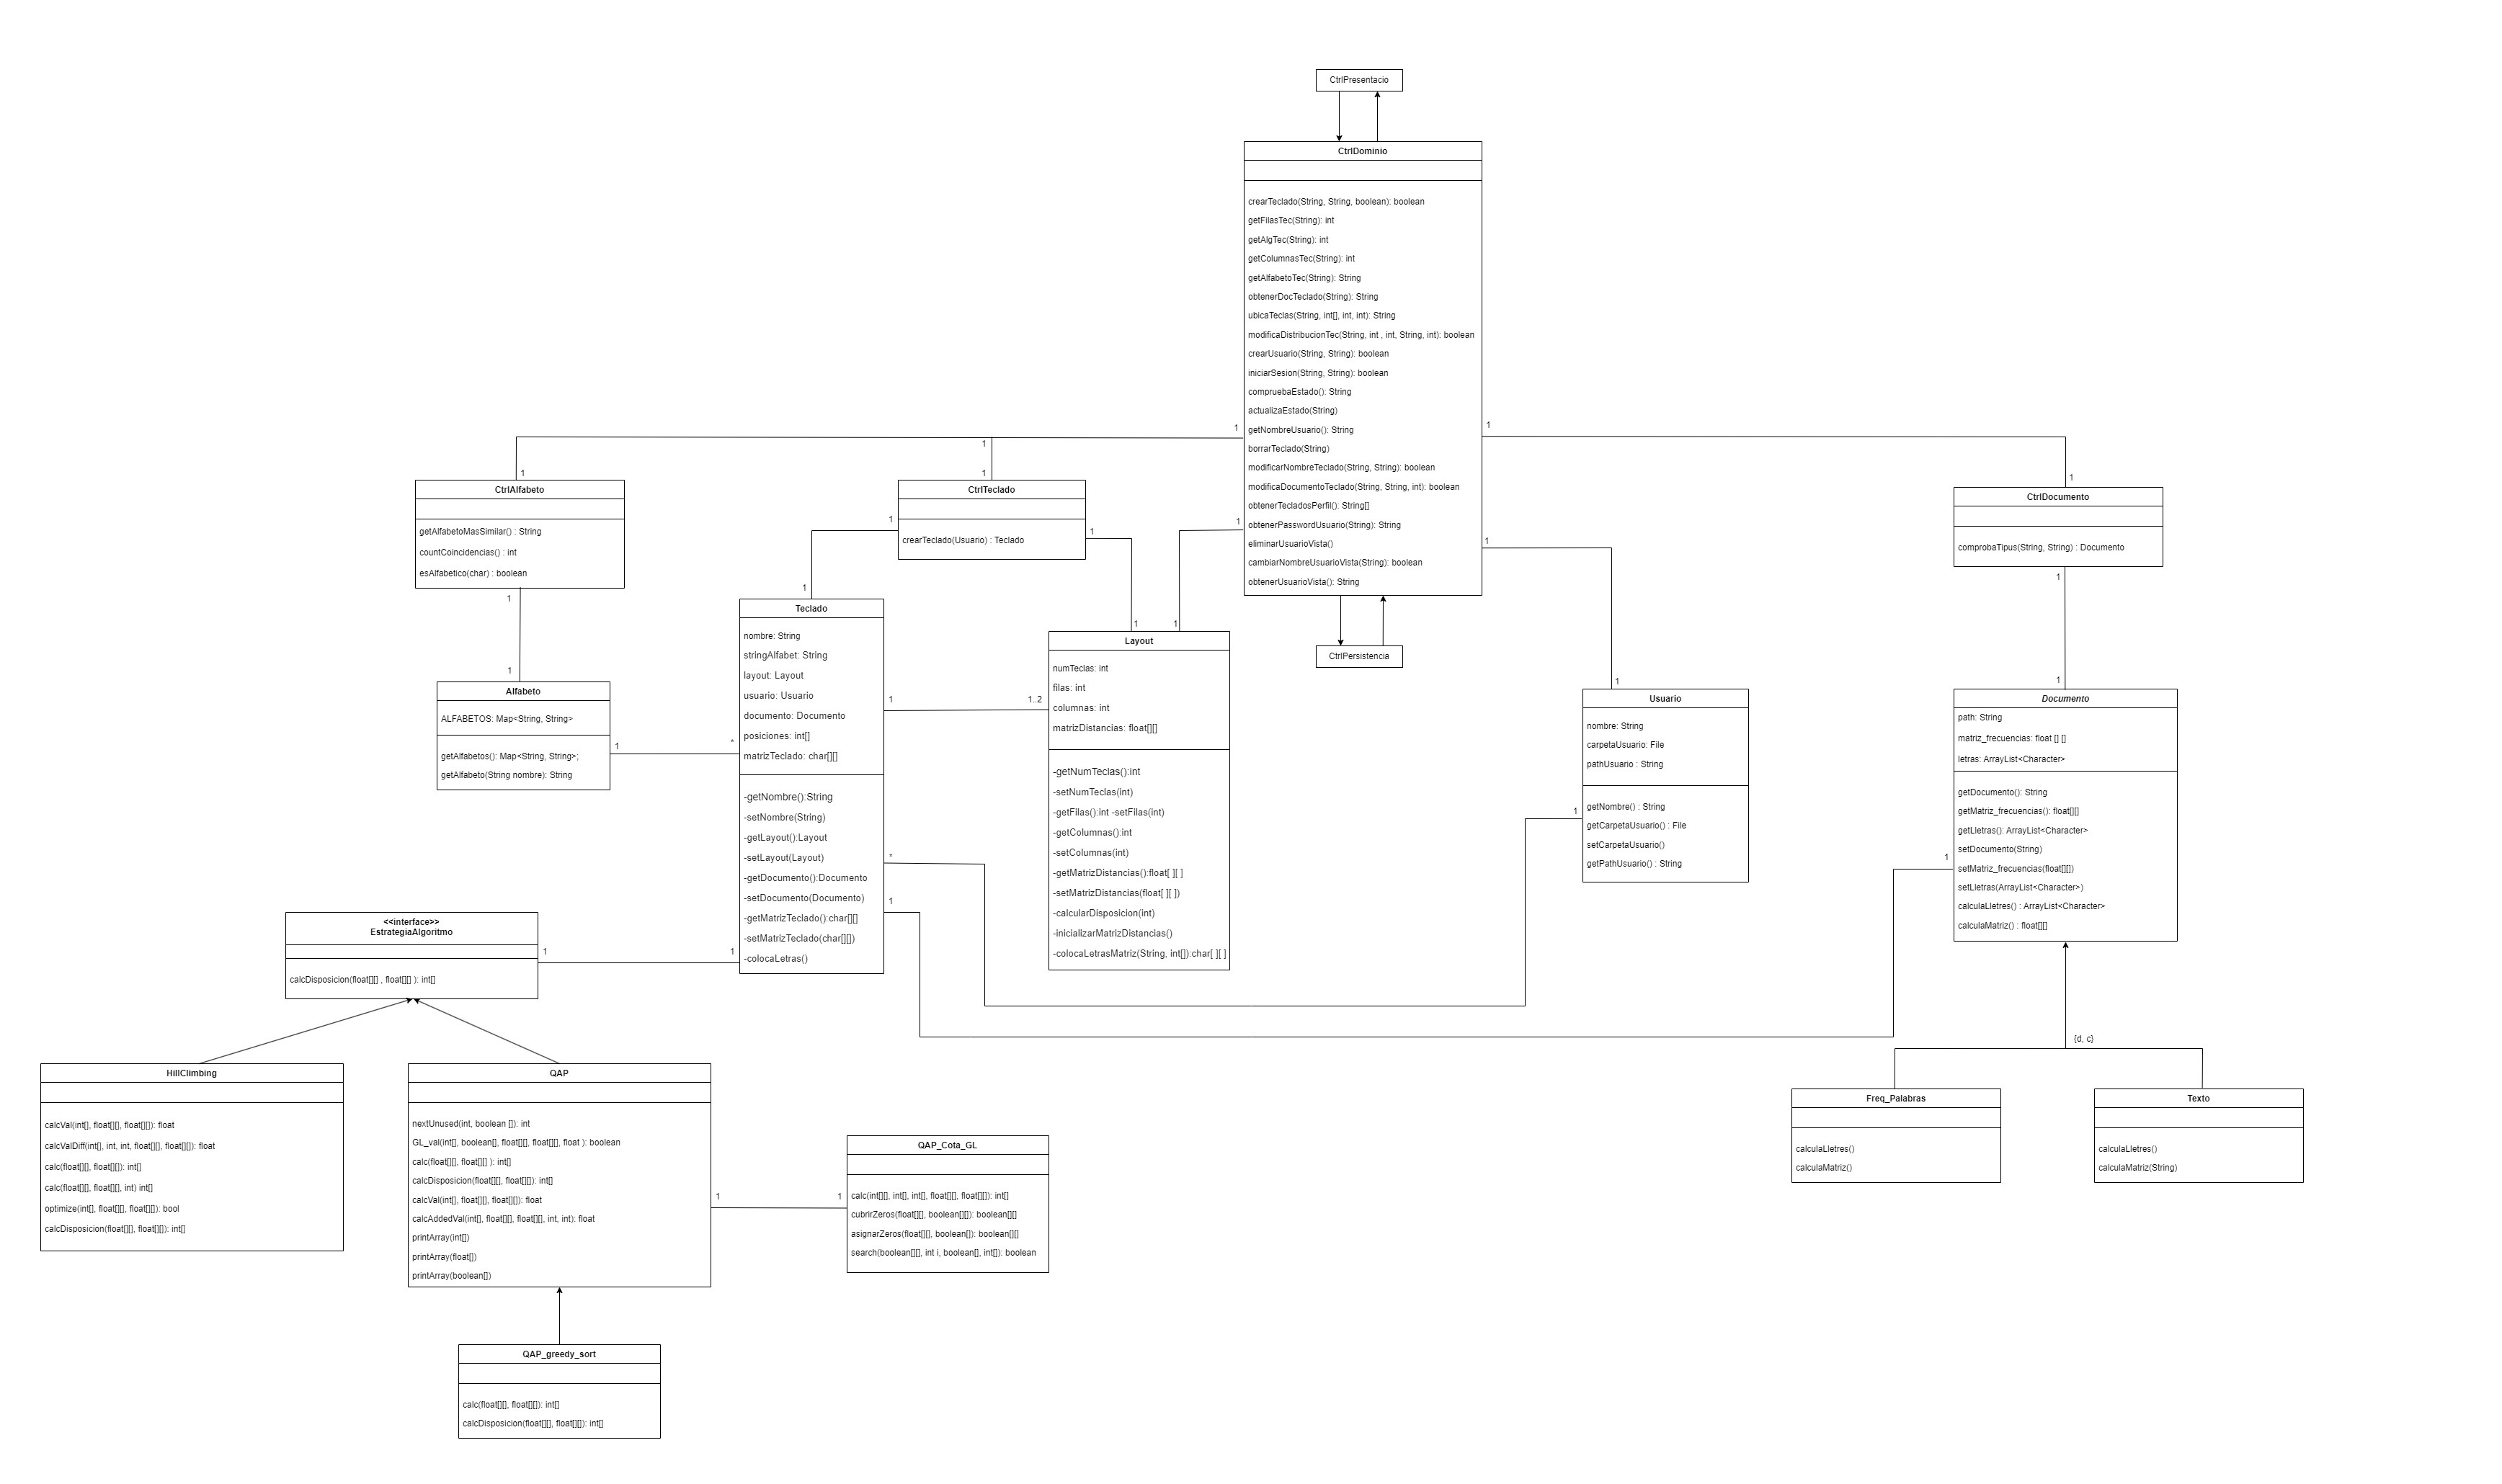 CtrlPresentacio
CtrlDominio
crearTeclado(String, String, boolean): boolean
getFilasTec(String): int
getAlgTec(String): int
getColumnasTec(String): int
getAlfabetoTec(String): String
obtenerDocTeclado(String): String
ubicaTeclas(String, int[], int, int): String
modificaDistribucionTec(String, int , int, String, int): boolean
crearUsuario(String, String): boolean
iniciarSesion(String, String): boolean
compruebaEstado(): String
actualizaEstado(String)
getNombreUsuario(): String
borrarTeclado(String)
modificarNombreTeclado(String, String): boolean
modificaDocumentoTeclado(String, String, int): boolean
obtenerTecladosPerfil(): String[]
obtenerPasswordUsuario(String): String
eliminarUsuarioVista()
cambiarNombreUsuarioVista(String): boolean
obtenerUsuarioVista(): String
1
1
1
1
1
1
1
1
CtrlAlfabeto
getAlfabetoMasSimilar() : String
countCoincidencias() : int
esAlfabetico(char) : boolean
CtrlTeclado
crearTeclado(Usuario) : Teclado
CtrlDocumento
comprobaTipus(String, String) : Documento
1
1
1
1
1
1
1
1
CtrlPersistencia
Teclado
nombre: String
stringAlfabet: String
layout: Layout
usuario: Usuario
documento: Documento
posiciones: int[]
matrizTeclado: char[][]
-getNombre():String
-setNombre(String)
-getLayout():Layout
-setLayout(Layout)
-getDocumento():Documento
-setDocumento(Documento)
-getMatrizTeclado():char[][]
-setMatrizTeclado(char[][])
-colocaLetras()
Layout
numTeclas: int
filas: int
columnas: int
matrizDistancias: float[][]
-getNumTeclas():int
-setNumTeclas(int)
-getFilas():int -setFilas(int)
-getColumnas():int
-setColumnas(int)
-getMatrizDistancias():float[ ][ ]
-setMatrizDistancias(float[ ][ ])
-calcularDisposicion(int)
-inicializarMatrizDistancias()
-colocaLetrasMatriz(String, int[]):char[ ][ ]
1
1
1
Alfabeto
ALFABETOS: Map<String, String>
getAlfabetos(): Map<String, String>;
getAlfabeto(String nombre): String
1
*
1
1..2
Usuario
nombre: String
carpetaUsuario: File
pathUsuario : String
getNombre() : String
getCarpetaUsuario() : File
setCarpetaUsuario()
getPathUsuario() : String
Documento
path: String
matriz_frecuencias: float [] []
letras: ArrayList<Character>
getDocumento(): String
getMatriz_frecuencias(): float[][]
getLletras(): ArrayList<Character>
setDocumento(String)
setMatriz_frecuencias(float[][])
setLletras(ArrayList<Character>)
calculaLletres() : ArrayList<Character>
calculaMatriz() : float[][]
1
*
1
1
<<interface>>
EstrategiaAlgoritmo
calcDisposicion(float[][] , float[][] ): int[]
1
1
{d, c}
HillClimbing
calcVal(int[], float[][], float[][]): float
calcValDiff(int[], int, int, float[][], float[][]): float
calc(float[][], float[][]): int[]
calc(float[][], float[][], int) int[]
optimize(int[], float[][], float[][]): bool
calcDisposicion(float[][], float[][]): int[]
QAP
nextUnused(int, boolean []): int
GL_val(int[], boolean[], float[][], float[][], float ): boolean
calc(float[][], float[][] ): int[]
calcDisposicion(float[][], float[][]): int[]
calcVal(int[], float[][], float[][]): float
calcAddedVal(int[], float[][], float[][], int, int): float
printArray(int[])
printArray(float[])
printArray(boolean[])
1
1
QAP_Cota_GL
calc(int[][], int[], int[], float[][], float[][]): int[]
cubrirZeros(float[][], boolean[][]): boolean[][]
asignarZeros(float[][], boolean[]): boolean[][]
search(boolean[][], int i, boolean[], int[]): boolean
Freq_Palabras
calculaLletres()
calculaMatriz()
Texto
calculaLletres()
calculaMatriz(String)
QAP_greedy_sort
calc(float[][], float[][]): int[]
calcDisposicion(float[][], float[][]): int[]